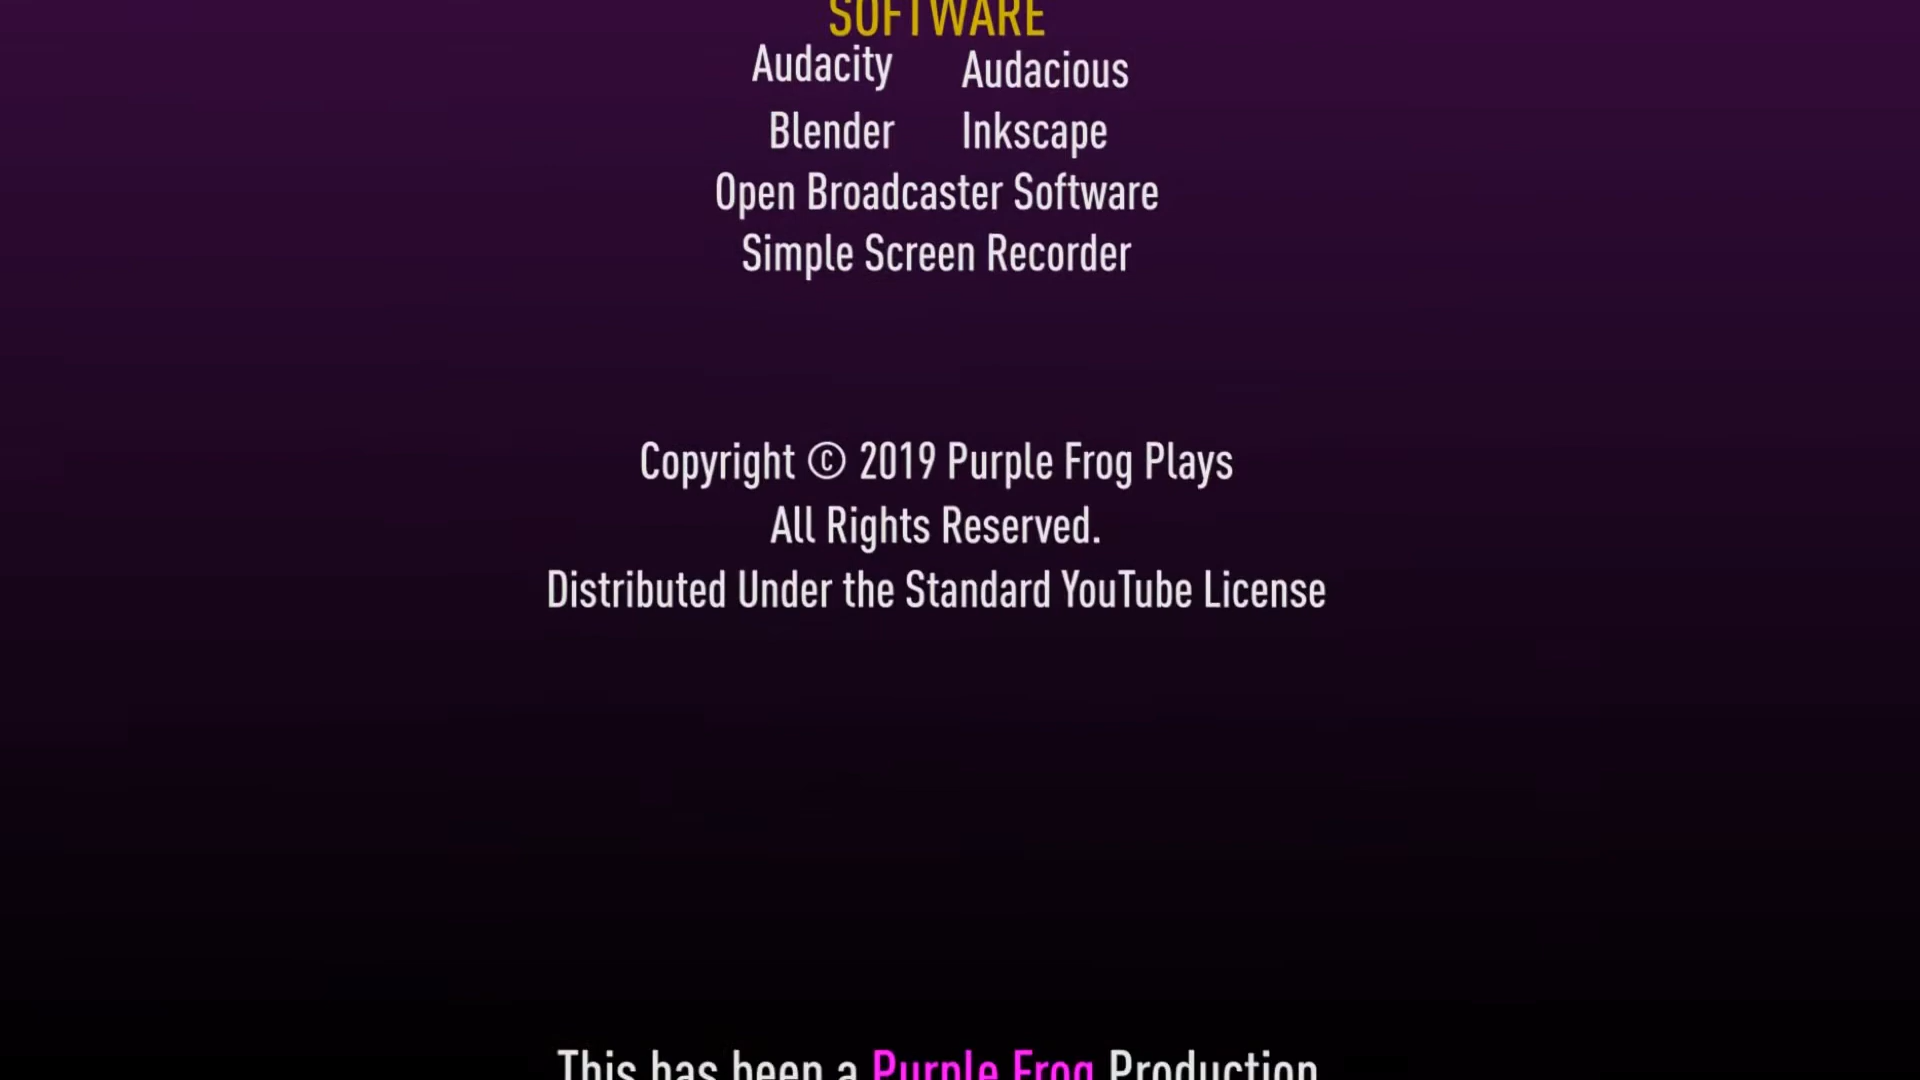 SOFTWARE
Audacity Audacious
Blender Inkscape
Open Broadcaster Software
Simple Screen Recorder
Copyright © 2019 Purple Frog Plays
All Rights Reserved.
Distributed Under the Standard YouTube License
This has been a Purple Frog Production